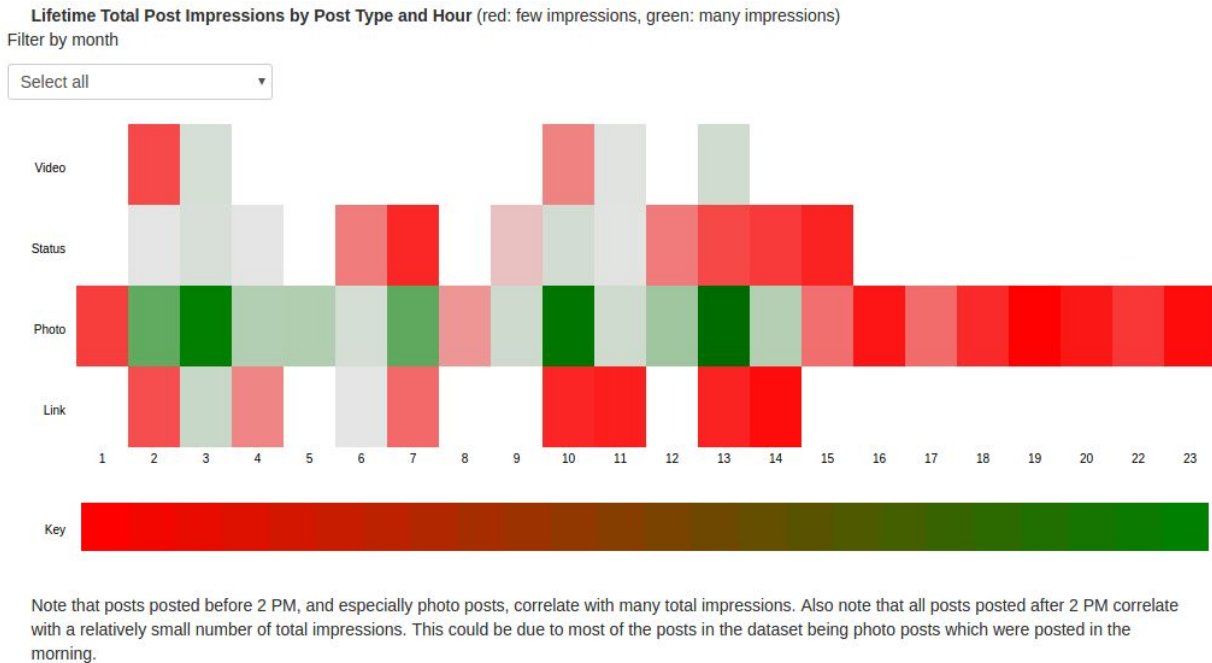 Lifetime Total Post Impressions by Post Type and Hour (red: few impressions, green: many impressions)
Filter by month
Select all
Video
Status
Photo
Link
1 2 3 4 5 6 7 8 9 10 11 12 13 14 15 16 17 18 19 20 22 23
Key
Note that posts posted before 2 PM, and especially photo posts, correlate with many total impressions. Also note that all posts posted after 2 PM correlate
with a relatively small number of total impressions. This could be due to most of the posts in the dataset being photo posts which were posted in the
morning.